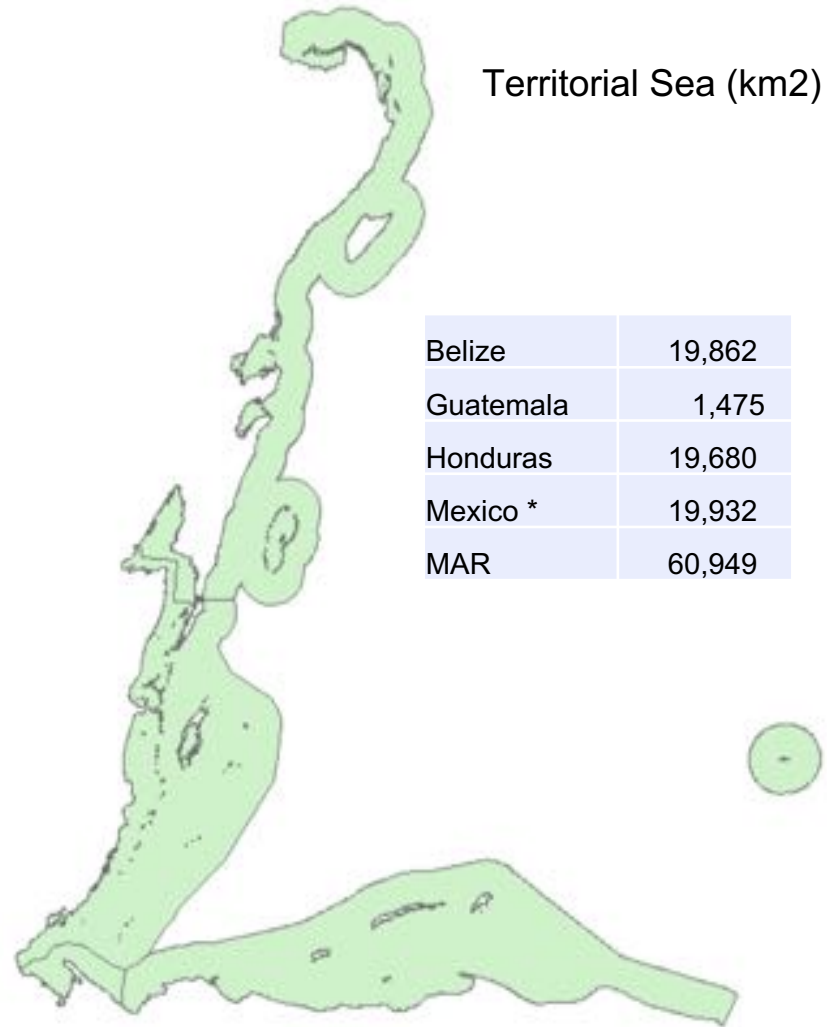 Territorial Sea (km2)
Belize 19,862
Guatemala 1,475
Honduras 19,680
Mexico * 19,932
MAR 60,949